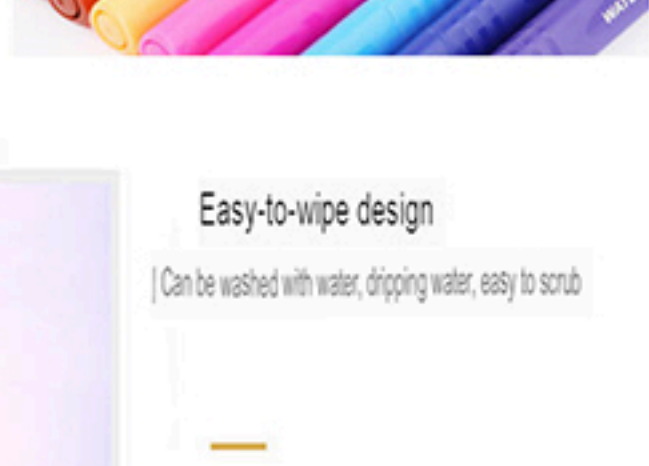 Easy-to-wipe design
| Can be washed with water, dripping water, easy to scrub